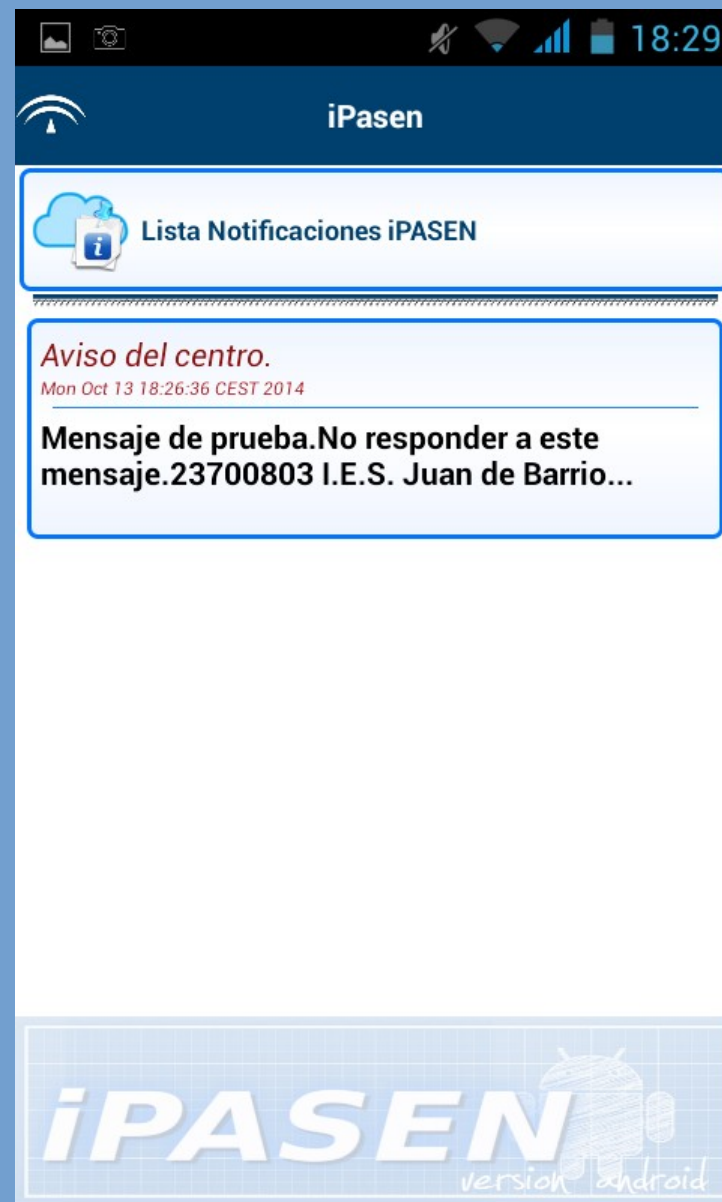 18:29
iPasen
Lista Notificaciones iPASEN
Aviso del centro.
Mon Oct 13 18:26:36 CEST 2014
Mensaje de prueba.No responder a este
mensaje.23700803 I.E.S. Juan de Barrio...
iPASEN
version android